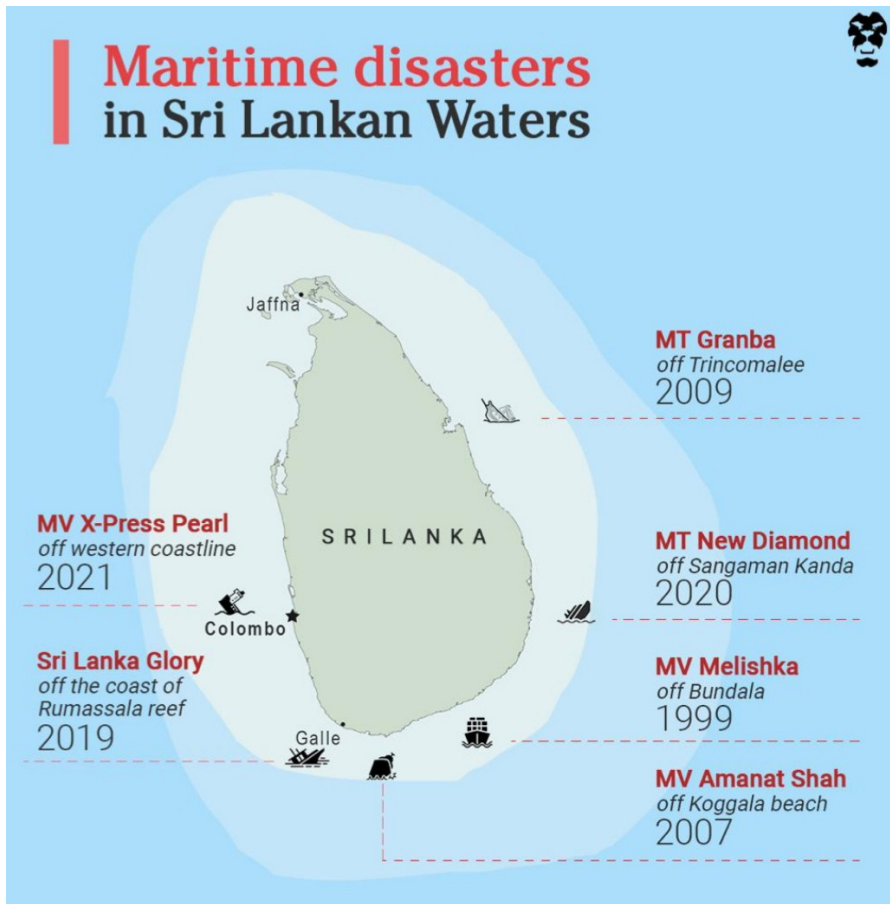 Maritime disasters
in Sri Lankan Waters
Jaffna
MT Granba
off Trincomalee
2009
SRILANKA
MV X-Press Pearl
off western coastline
2021
MT New Diamond
off Sangaman Kanda
2020
Colombo
Sri Lanka Glory
off the coast of
Rumassala reef
2019
MV Melishka
off Bundala
1999
Galle
MV Amanat Shah
off Koggala beach
2007